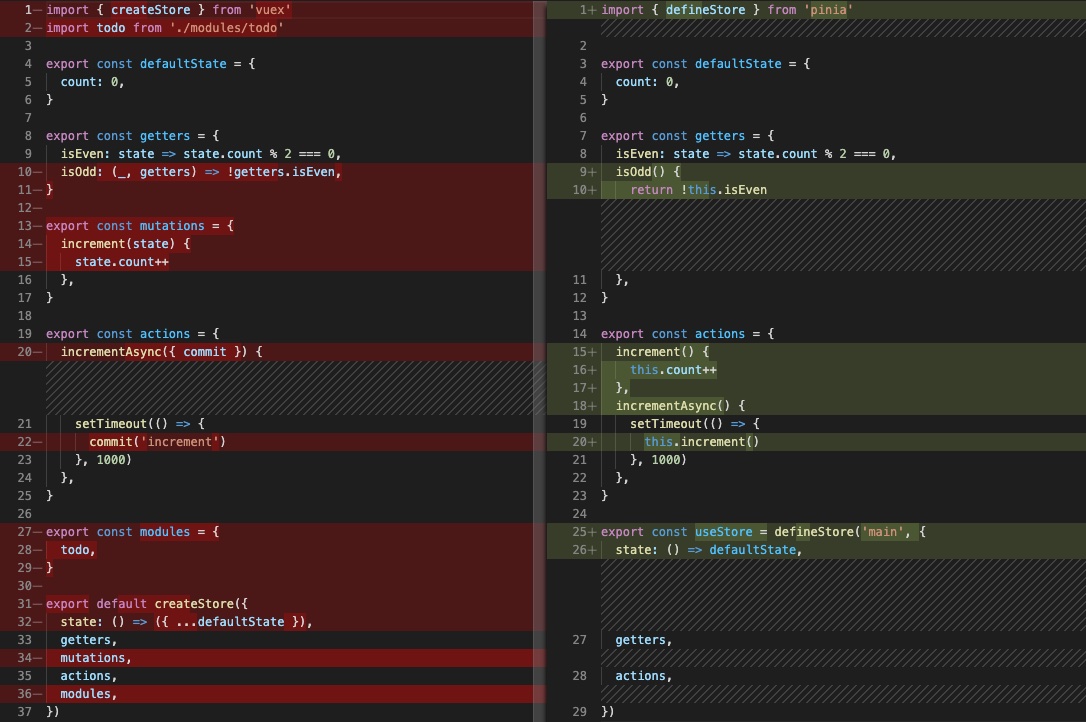 1— import { createStore } from 'vuex'
2— import todo from './modules/todo'
3
4 export const defaultState = {
5 count: 0,
6 }
7
8 export const getters = {
9 isEven: state => state.count % 2 === 0,
10— isOdd: (_, getters) => !getters.isEven,
11— }
12—
13— export const mutations = {
14— increment(state) {
15— state.count++
16 },
17 }
18
19 export const actions = {
20— incrementAsync({ commit }) {
21 setTimeout(() => {
22— commit('increment')
23 }, 1000)
24 },
25 }
26
27— export const modules = {
28— todo,
29— }
30—
31— export default createStore({
32— state: () => ({ ...defaultState }),
33 getters,
34— mutations,
35 actions,
36— modules,
37 })
1+ import { defineStore } from 'pinia'
2
3 export const defaultState = {
4 count: 0,
5 }
6
7 export const getters = {
8 isEven: state => state.count % 2 === 0,
9+ isOdd() {
10+ return !this.isEven
11 },
12 }
13
14 export const actions = {
15+ increment() {
16+ this.count++
17+ },
18+ incrementAsync() {
19 setTimeout(() => {
20+ this.increment()
21 }, 1000)
22 },
23 }
24
25+ export const useStore = defineStore('main', {
26+ state: () => defaultState,
27 getters,
28 actions,
29 })